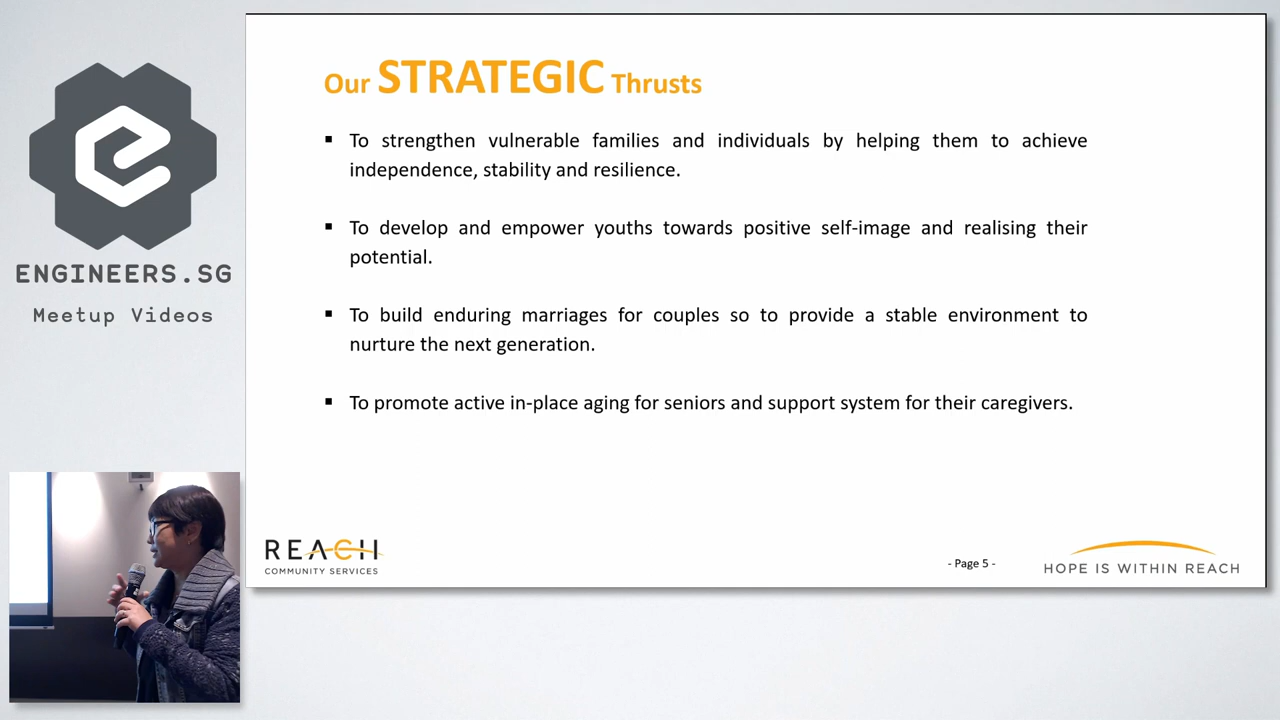 Our STRATEGIC Thrusts
▪ To strengthen vulnerable families and individuals by helping them to achieve
independence, stability and resilience.
▪ To develop and empower youths towards positive self-image and realising their
potential.
▪ To build enduring marriages for couples so to provide a stable environment to
nurture the next generation.
▪ To promote active in-place aging for seniors and support system for their caregivers.
ENGINEERS.SG
Meetup Videos
REACH
COMMUNITY SERVICES
- Page 5 -
HOPE IS WITHIN REACH